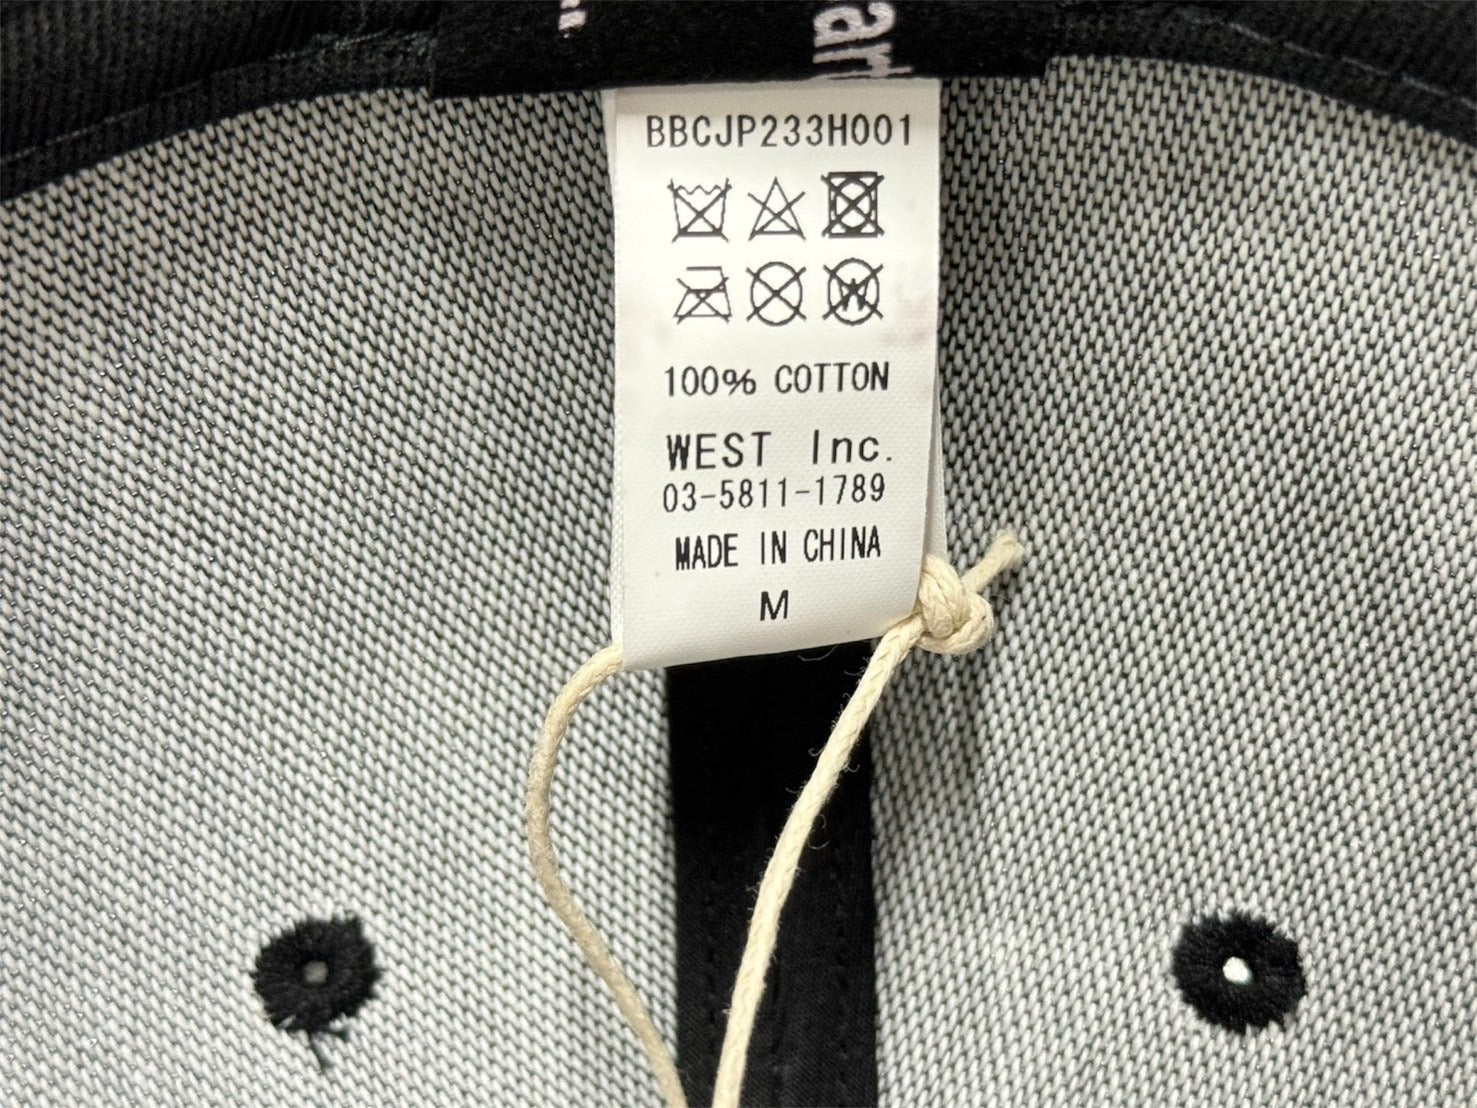 BBCJP233H001
100% COTTON
WEST Inc.
03-5811-1789
MADE IN CHINA
M